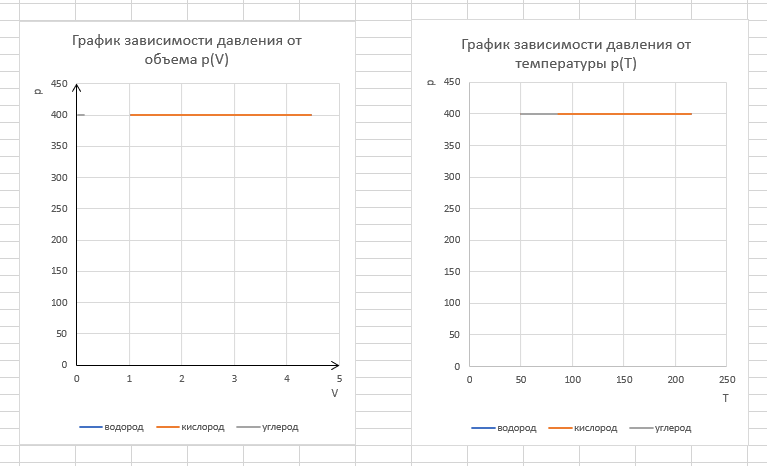 График зависимости давления от
объема p(V)
p
450
400
350
300
250
200
150
100
50
0
0 1 2 3 4 5
V
водород кислород углерод
График зависимости давления от
температуры p(T)
p
450
400
350
300
250
200
150
100
50
0
0 50 100 150 200 250
T
водород кислород углерод